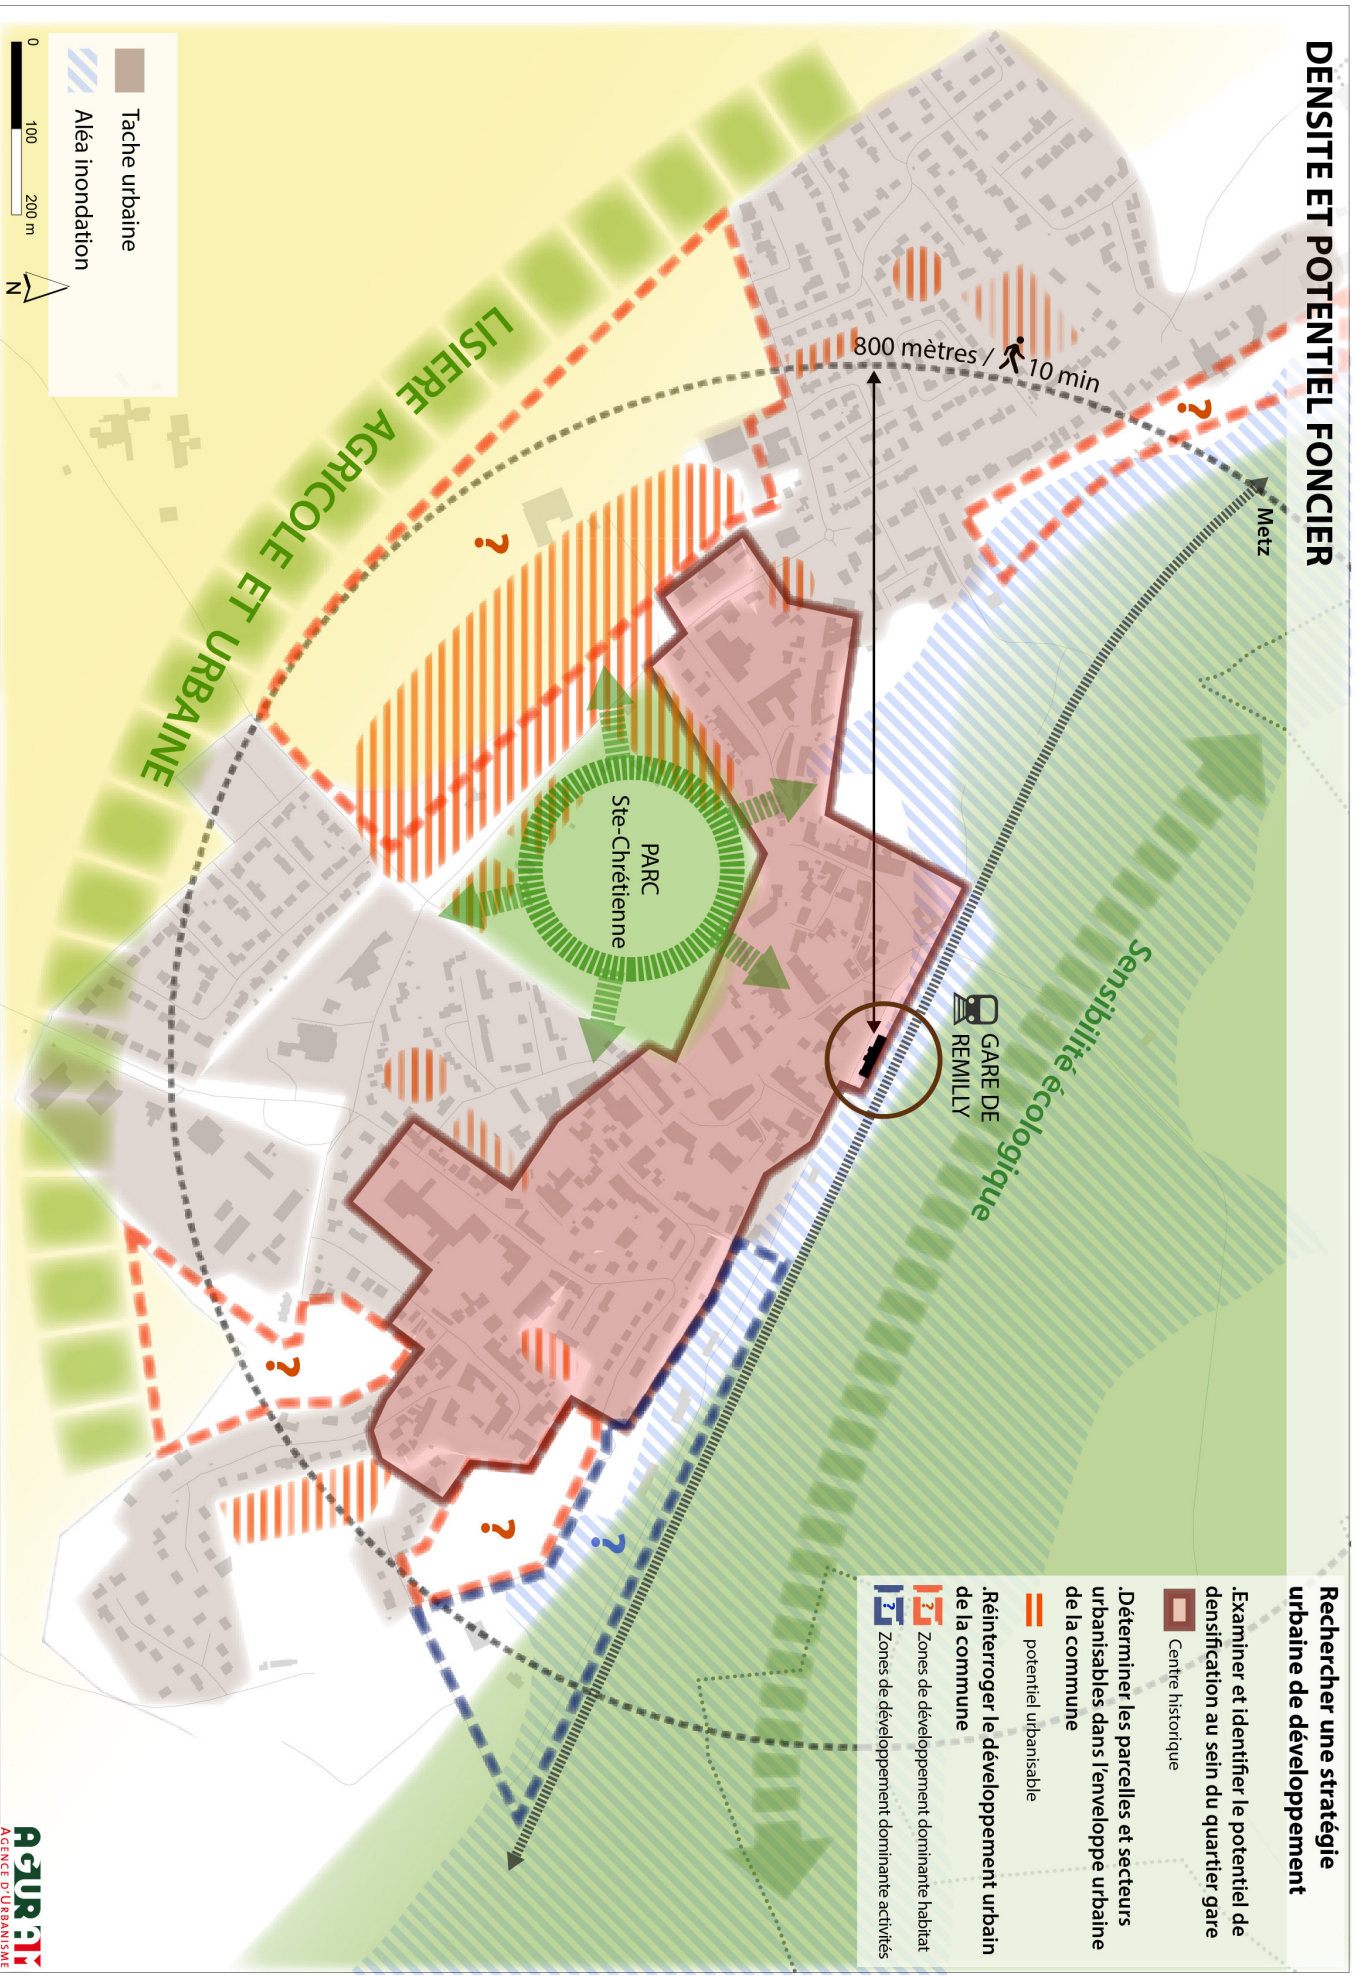 DENSITE ET POTENTIEL FONCIER
Rechercher une stratégie
urbaine de développement
.Examiner et identifier le potentiel de
densification au sein du quartier gare
Centre historique
.Déterminer les parcelles et secteurs
urbanisables dans l'enveloppe urbaine
de la commune
potentiel urbanisable
.Réinterroger le développement urbain
de la commune
? Zones de développement dominante habitat
? Zones de développement dominante activités
Metz
800 mètres / 10 min
?
?
?
?
?
GARE DE
REMILLY
Sensibilité écologique
PARC
Ste-Chrétienne
LISIERE AGRICOLE ET URBAINE
Tache urbaine
Aléa inondation
0 100 200 m
N
AGURAM
AGENCE D'URBANISME